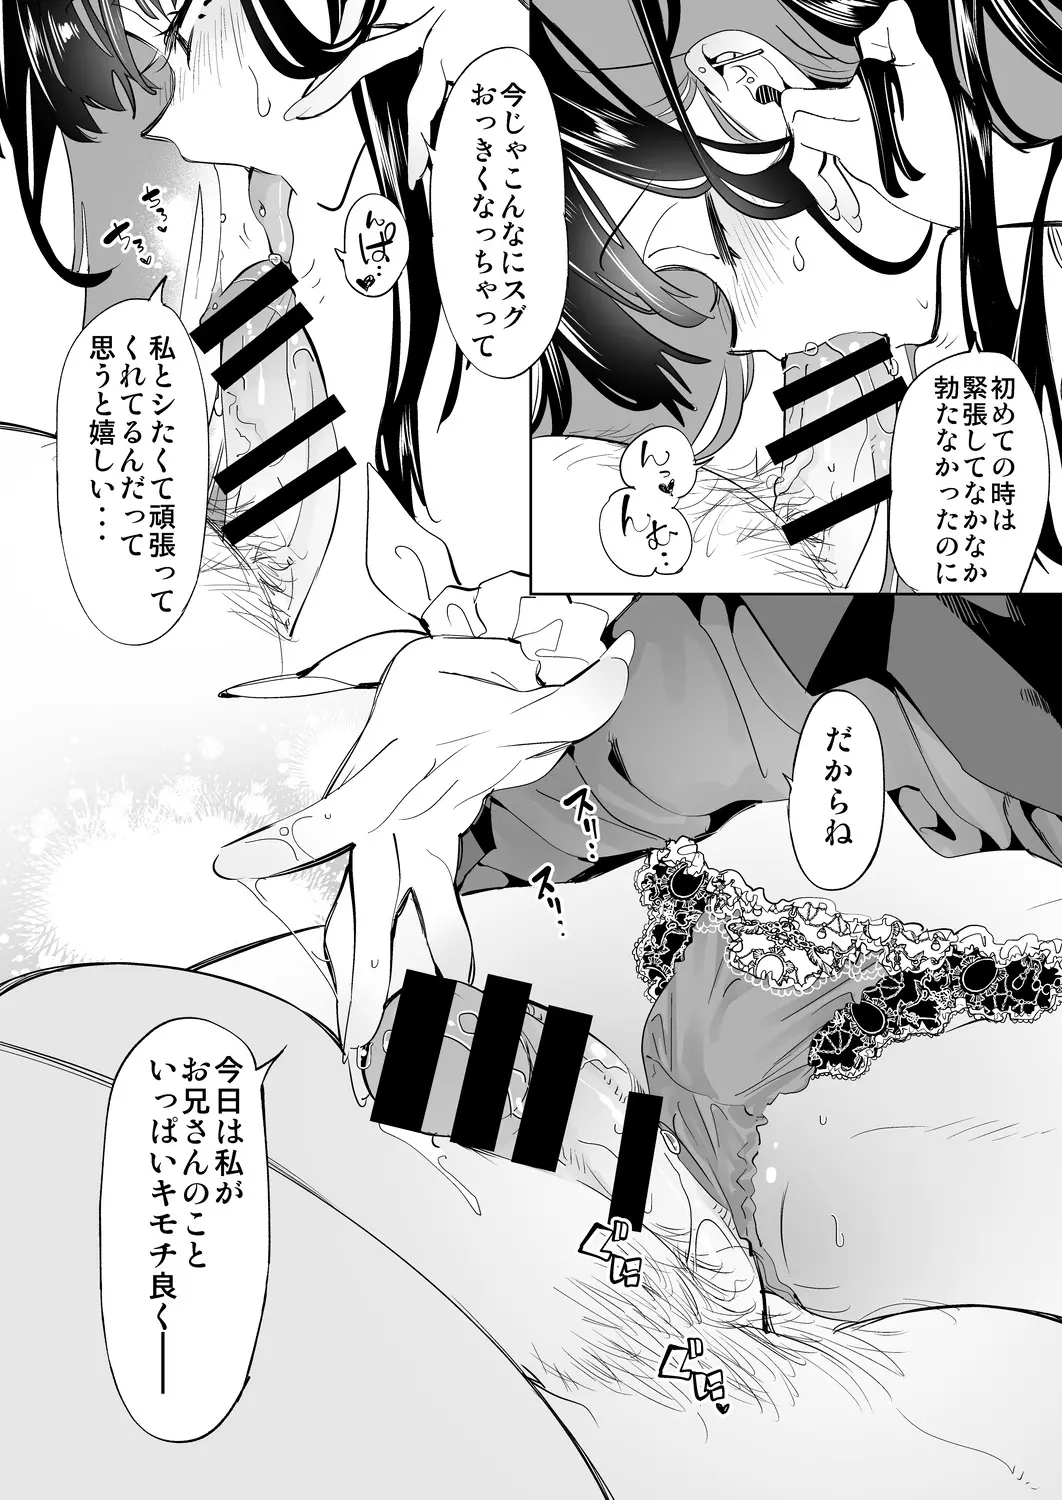 初めての時は
緊張してなかなか
勃たなかったのに
んっ♥
んむ…
今じゃこんなにスグ
おっきくなっちゃって
んぱ…♥
ちろ♥
ちろ♥
私とシたくて頑張って
くれてるんだって
思うと嬉しい・・・
だからね
スリ…
スリ…
今日は私が
お兄さんのこと
いっぱいキモチ良く――